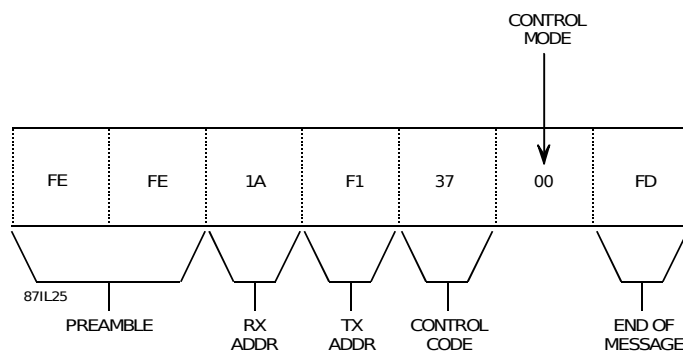 CONTROL
MODE
FE FE 1A F1 37 00 FD
87IL25
PREAMBLE RX ADDR TX ADDR CONTROL CODE END OF MESSAGE